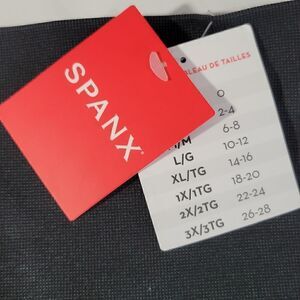 SPANX®
BLEAU DE TAILLES
0
2-4
/M 6-8
L/G 10-12
XL/TG 14-16
1X/1TG 18-20
2X/2TG 22-24
3X/3TG 26-28